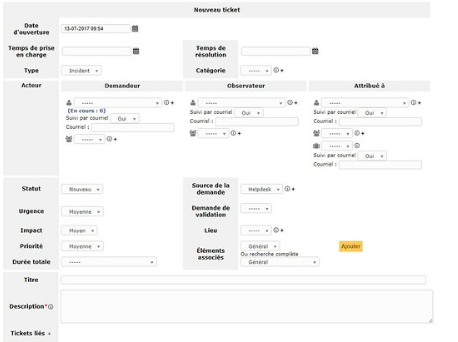 Nouveau ticket
Date d'ouverture 13-07-2017 09:54
Temps de prise en charge Temps de résolution
Type Incident Catégorie -----
Acteur Demandeur Observateur Attribué à
----- ----- -----
(En cours : 0) Suivi par courriel Oui Suivi par courriel Oui
Suivi par courriel Oui Courriel : Courriel :
Courriel : ----- -----
----- -----
Suivi par courriel Oui
Courriel :
Statut Nouveau Source de la demande Helpdesk
Urgence Moyenne Demande de validation -----
Impact Moyen Lieu -----
Priorité Moyenne Éléments associés Général Ajouter
Ou recherche complète
Durée totale ----- Général
Titre
Description*
Tickets liés +